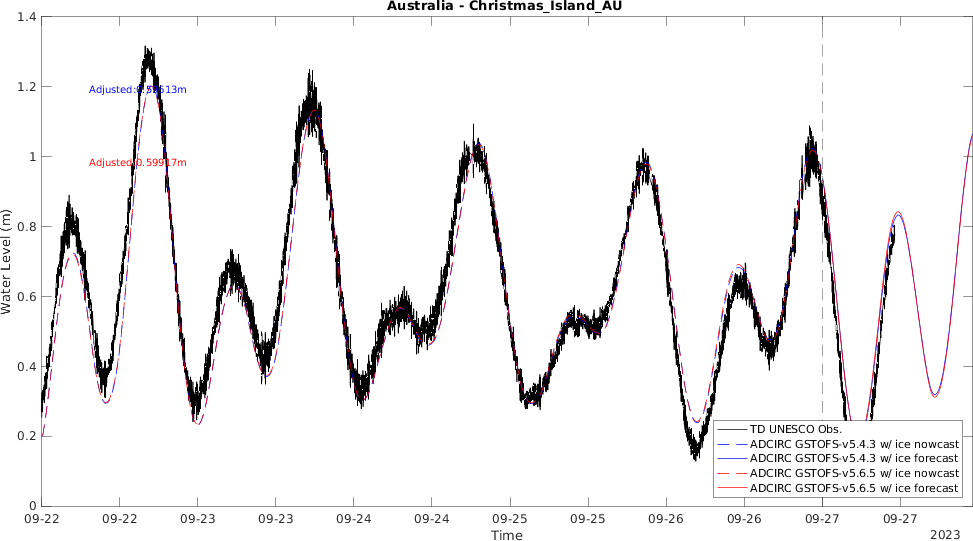 Australia - Christmas_Island_AU
1.4
1.2
1
0.8
0.6
0.4
0.2
0
Water Level (m)
Adjusted:0.59917m
TD UNESCO Obs.
ADCIRC GSTOFS-v5.4.3 w/ ice nowcast
ADCIRC GSTOFS-v5.4.3 w/ ice forecast
ADCIRC GSTOFS-v5.6.5 w/ ice nowcast
ADCIRC GSTOFS-v5.6.5 w/ ice forecast
09-22 09-22 09-23 09-23 09-24 09-24 09-25 09-25 09-26 09-26 09-27 09-27
Time
2023